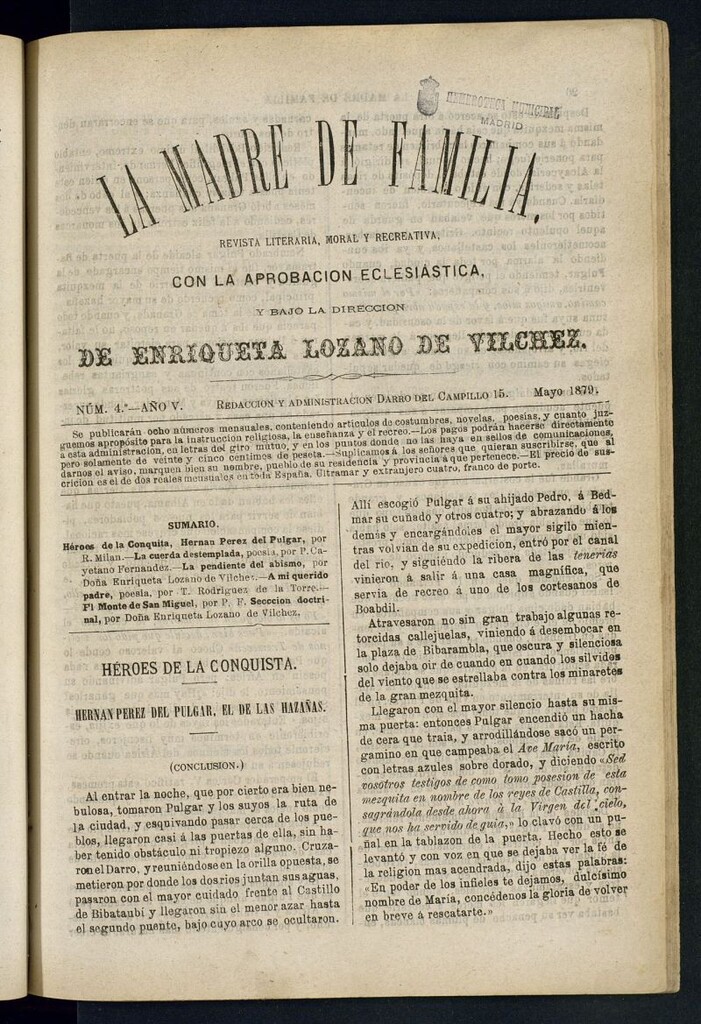 HEMEROTECA MUNICIPAL
MADRID
LA MADRE DE FAMILIA.
REVISTA LITERARIA, MORAL Y RECREATIVA,
CON LA APROBACION ECLESIÁSTICA,
Y BAJO LA DIRECCION
DE ENRIQUETA LOZANO DE VILCHEZ.
NÚM. 4.º—AÑO V. REDACCION Y ADMINISTRACION DARRO DEL CAMPILLO 15. Mayo 1879.
Se publicarán ocho números mensuales, conteniendo artículos de costumbres, novelas, poesías, y cuanto juz-
guemos apropósito para la instruccion religiosa, la enseñanza y el recreo.—Los pagos podrán hacerse directamente
a esta administracion, en letras del giro mutuo, y en los puntos donde no las haya en sellos de comunicaciones,
pero solamente de veinte y cinco centimes de peseta.—Suplicamos á los señores que quieran suscribirse, que al
darnos el aviso, marquen bien su nombre, pueblo de su residencia y provincia á que pertenece.—El precio de sus-
cricion es el de dos reales mensuales en toda España, Ultramar y extranjero cuatro, franco de porte.
SUMARIO.
Héroes de la Conquita, Hernan Perez del Pulgar, por
R. Milan.—La cuerda destemplada, poesia, por P. Ca-
yetano Fernandez.—La pendiente del abismo, por
Doña Enriqueta Lozano de Vilchez.—A mi querido
padre, poesia, por T. Rodriguez de la Torre.—
El Monte de San Miguel, por P. F. Secccion doctri-
nal, por Doña Enriqueta Lozano de Vilchez.
HÉROES DE LA CONQUISTA.
HERNAN PEREZ DEL PULGAR, EL DE LAS HAZAÑAS.
(CONCLUSION.)
Al entrar la noche, que por cierto era bien ne-
bulosa, tomaron Pulgar y los suyos la ruta de
la ciudad, y esquivando pasar cerca de los pue-
blos, llegaron casi á las puertas de ella, sin ha-
ber tenido obstáculo ni tropiezo alguno. Cruza-
ron el Darro, y reuniéndose en la orilla opuesta, se
metieron por donde los dos rios juntan sus aguas,
pasaron con el mayor cuidado frente al Castillo
de Bibataubí y llegaron sin el menor azar hasta
el segundo puente, bajo cuyo arco se ocultaron.
Allí escogió Pulgar á su ahijado Pedro, á Bed-
mar su cuñado y otros cuatro; y abrazando á los
demás y encargándoles el mayor sigilo mien-
tras volvian de su expedicion, entró por el canal
del rio, y siguiéndo la ribera de las tenerias
vinieron á salir á una casa magnífica, que
servia de recreo á uno de los cortesanos de
Boabdil.
Atravesaron no sin gran trabajo algunas re-
torcidas callejuelas, viniendo á desembocar en
la plaza de Bibarambla, que oscura y silenciosa
solo dejaba oir de cuando en cuando los silvidos
del viento que se estrellaba contra los minaretes
de la gran mezquita.
Llegaron con el mayor silencio hasta su mis-
ma puerta: entonces Pulgar encendió un hacha
de cera que traia, y arrodillándose sacó un per-
gamino en que campeaba el Ave Maria, escrito
con letras azules sobre dorado, y diciendo «Sed
vosotros testigos de como tomo posesion de esta
mezquita en nombre de los reyes de Castilla, con-
sagrándola desde ahora á la Virgen del cielo,
que nos ha servido de guia,» lo clavó con un pu-
ñal en la tablazon de la puerta. Hecho esto se
levantó y con voz en que se dejaba ver la fé de
la religion mas acendrada, dijo estas palabras:
«En poder de los infieles te dejamos, dulcísimo
nombre de María, concédenos la gloria de volver
en breve á rescatarte.»